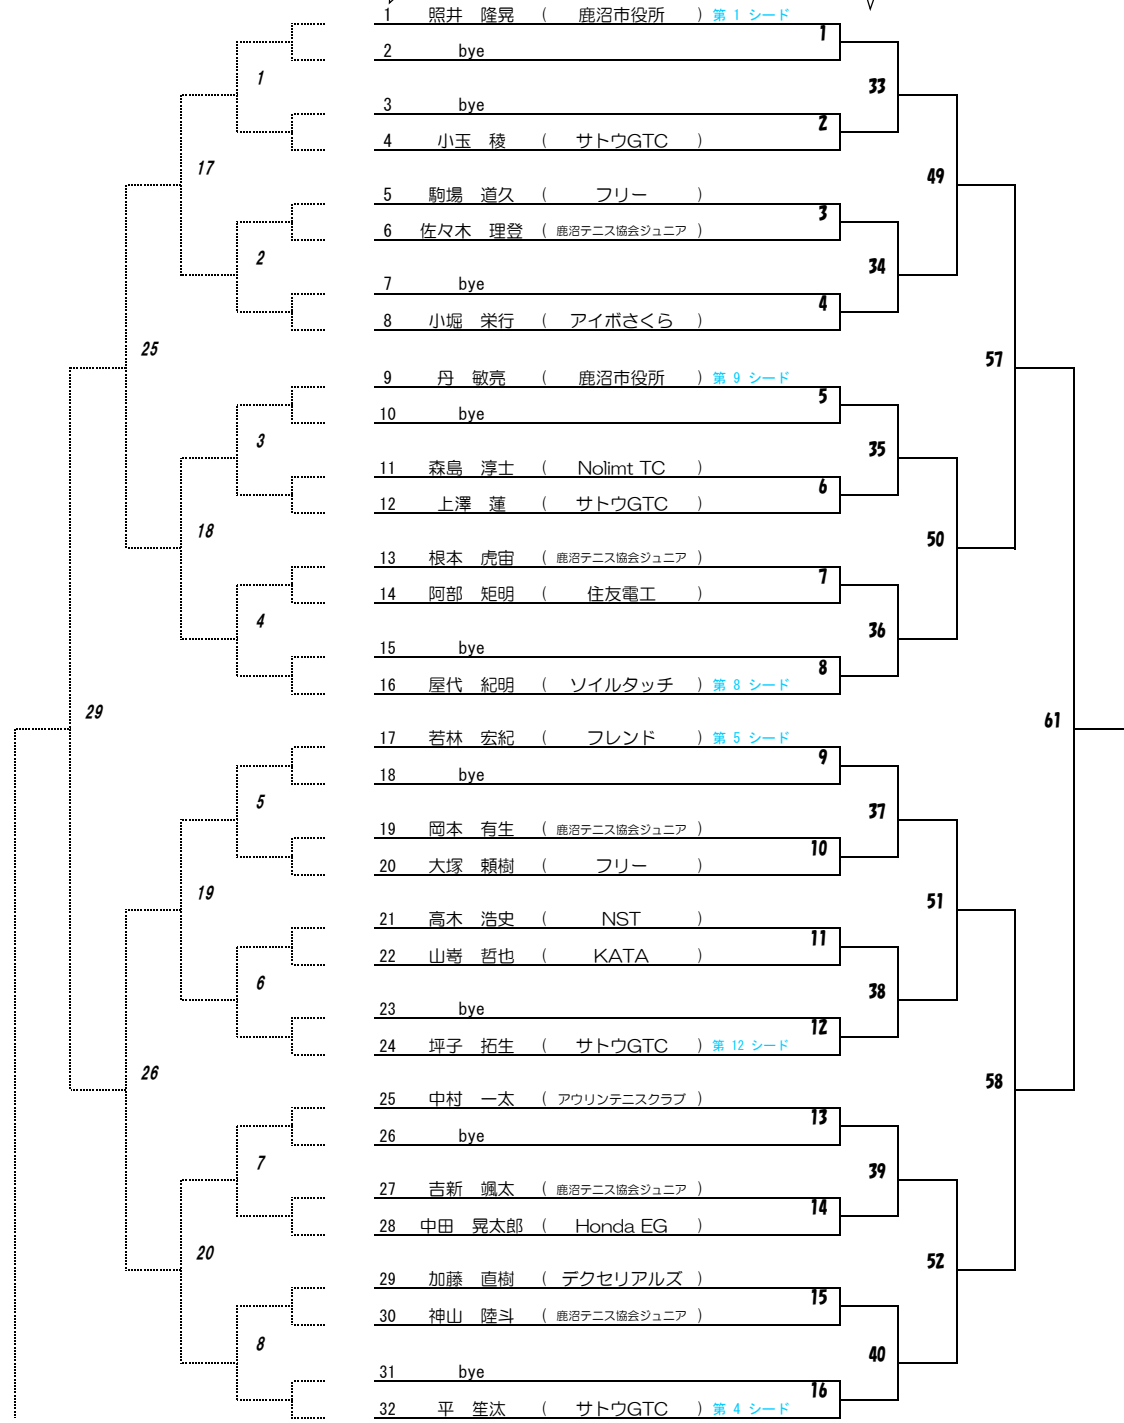 1 照井 隆晃 ( 鹿沼市役所 ) 第 1 シード
1
2 bye
1
33
3 bye
2
4 小玉 稜 ( サトウGTC )
17
49
5 駒場 道久 ( フリー )
3
6 佐々木 理登 ( 鹿沼テニス協会ジュニア )
2
34
7 bye
4
8 小堀 栄行 ( アイボさくら )
25
57
9 丹 敏亮 ( 鹿沼市役所 ) 第 9 シード
5
10 bye
3
35
11 森島 淳士 ( Nolimt TC )
6
12 上澤 蓮 ( サトウGTC )
18
50
13 根本 虎宙 ( 鹿沼テニス協会ジュニア )
7
14 阿部 矩明 ( 住友電工 )
4
36
15 bye
8
16 屋代 紀明 ( ソイルタッチ ) 第 8 シード
29
61
17 若林 宏紀 ( フレンド ) 第 5 シード
9
18 bye
5
37
19 岡本 有生 ( 鹿沼テニス協会ジュニア )
10
20 大塚 頼樹 ( フリー )
19
51
21 高木 浩史 ( NST )
11
22 山嵜 哲也 ( KATA )
6
38
23 bye
12
24 坪子 拓生 ( サトウGTC ) 第 12 シード
26
58
25 中村 一太 ( アウリンテニスクラブ )
13
26 bye
7
39
27 吉新 颯太 ( 鹿沼テニス協会ジュニア )
14
28 中田 晃太郎 ( Honda EG )
20
52
29 加藤 直樹 ( デクセリアルズ )
15
30 神山 陸斗 ( 鹿沼テニス協会ジュニア )
8
40
31 bye
16
32 平 笙汰 ( サトウGTC ) 第 4 シード